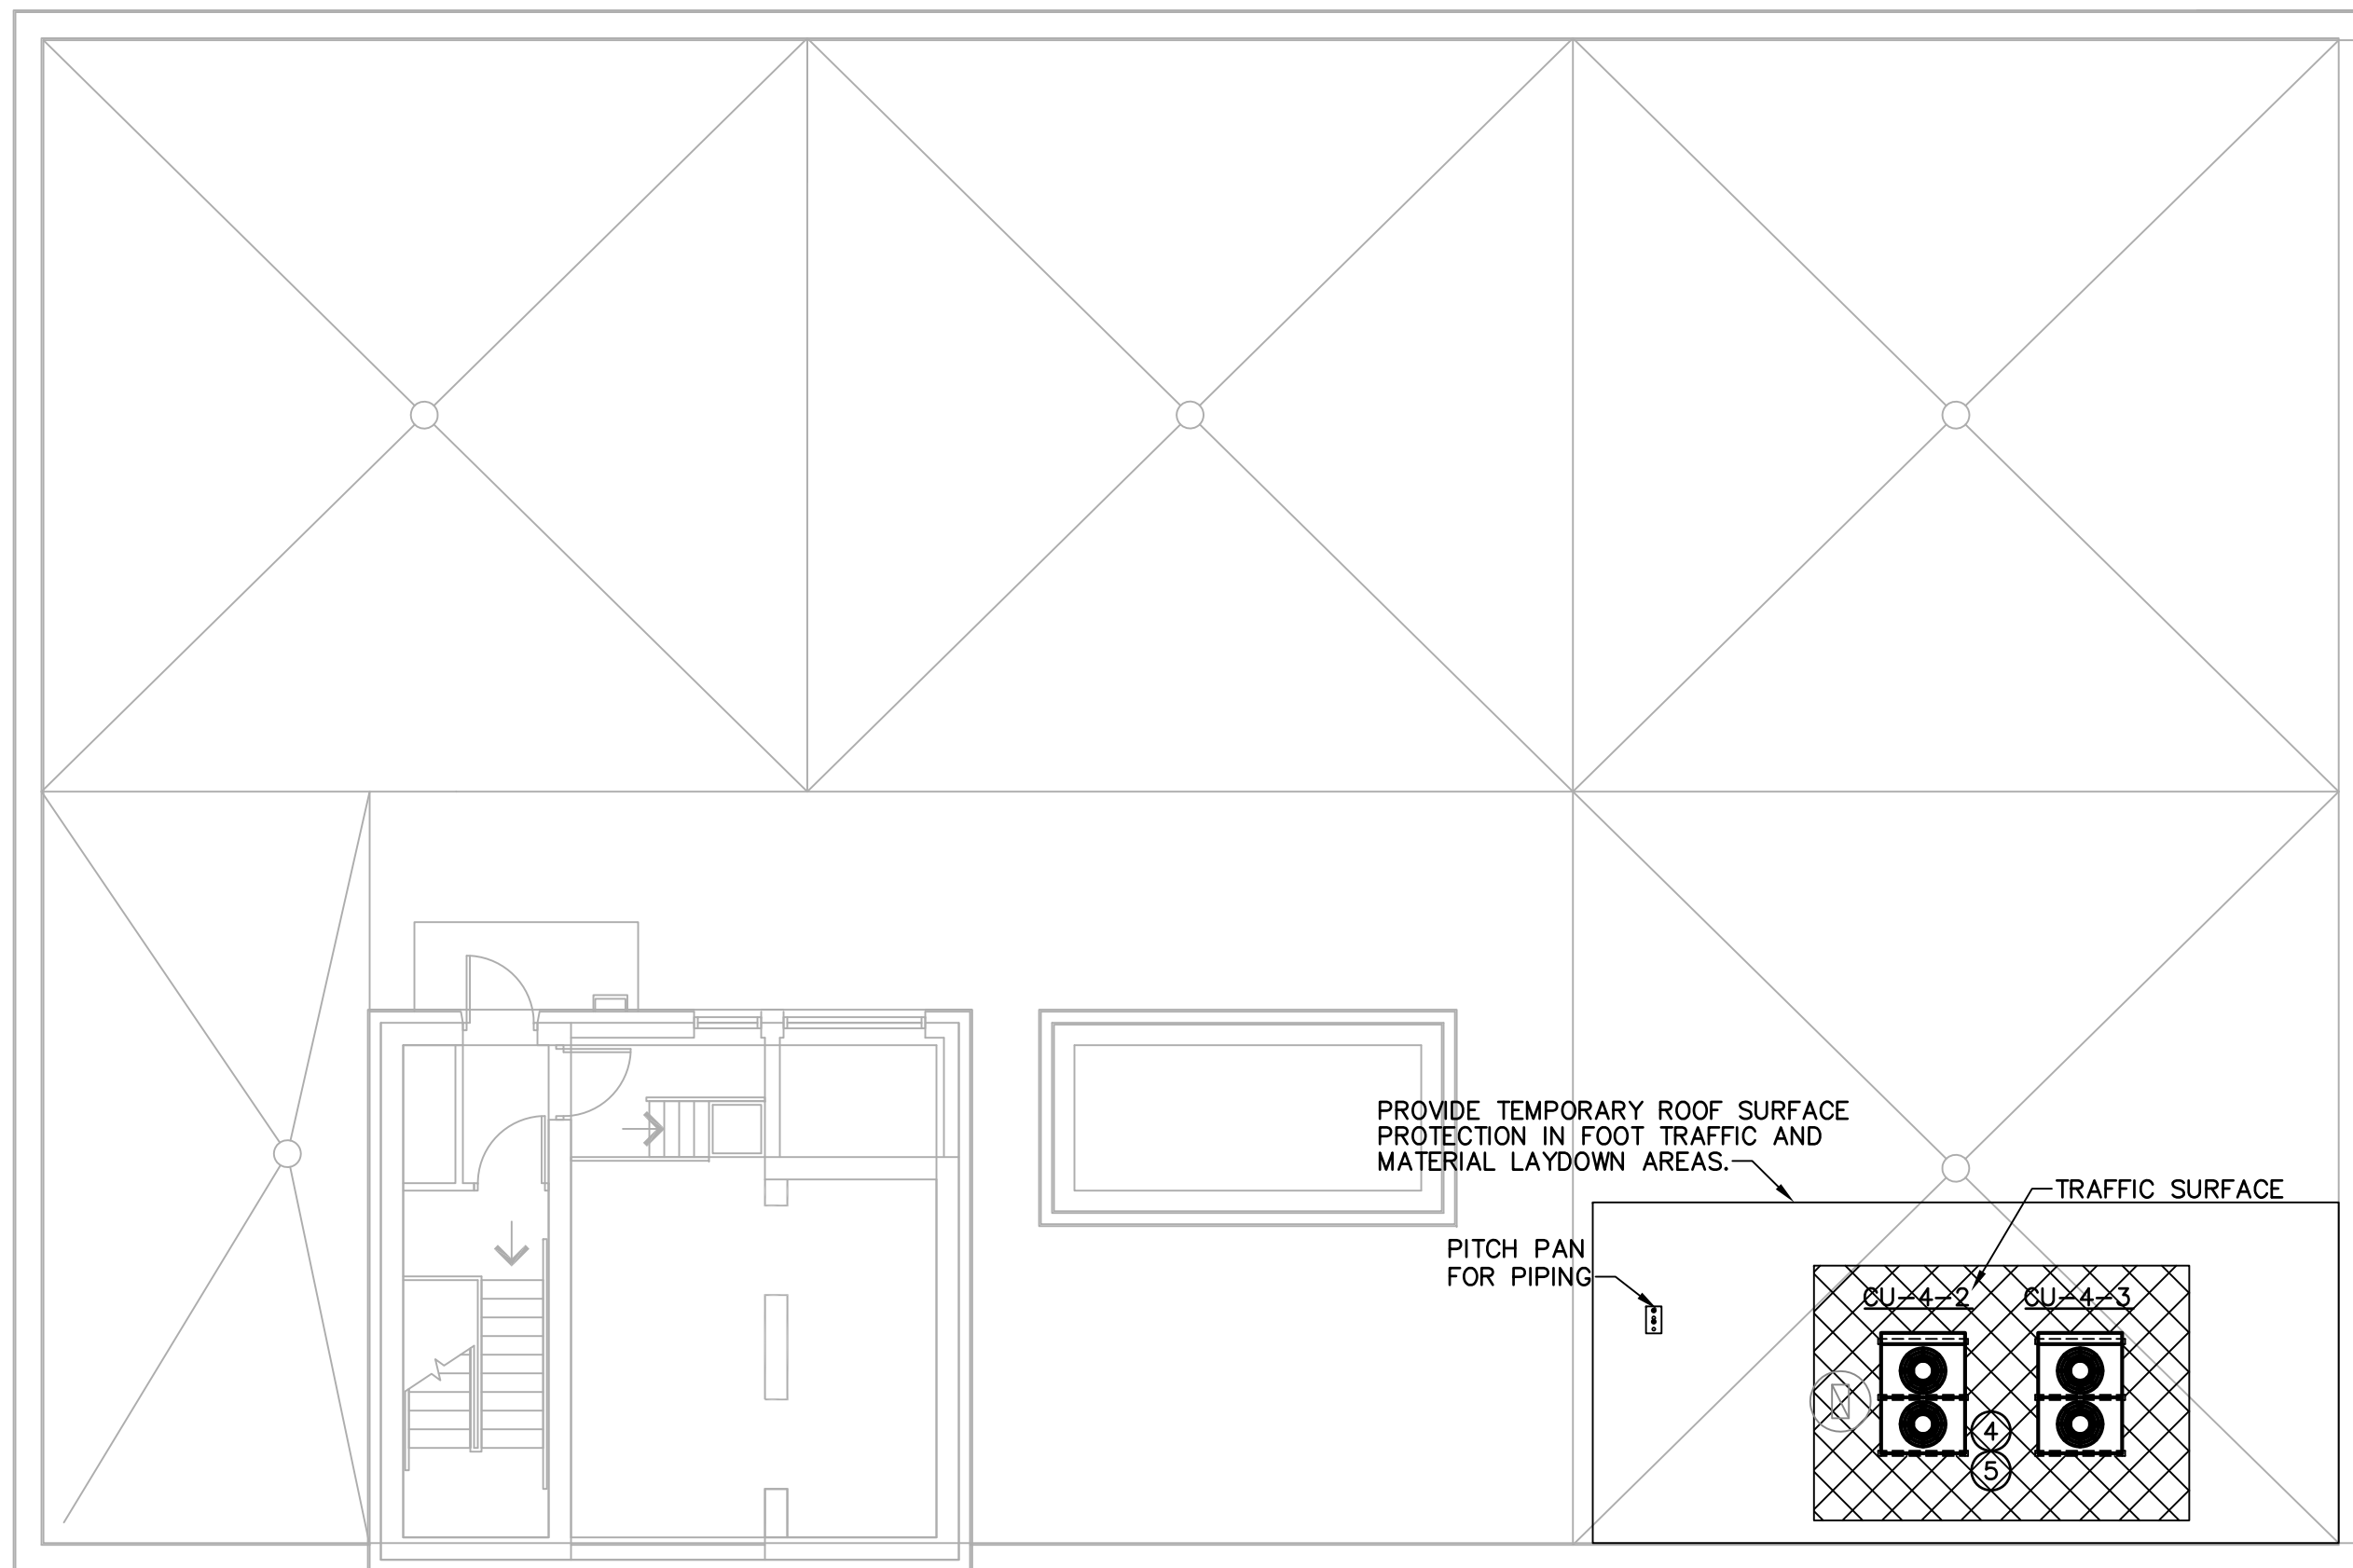 PROVIDE TEMPORARY ROOF SURFACE
PROTECTION IN FOOT TRAFFIC AND
MATERIAL LAYDOWN AREAS.
TRAFFIC SURFACE
PITCH PAN
FOR PIPING
CU-4-2
CU-4-3
4
5